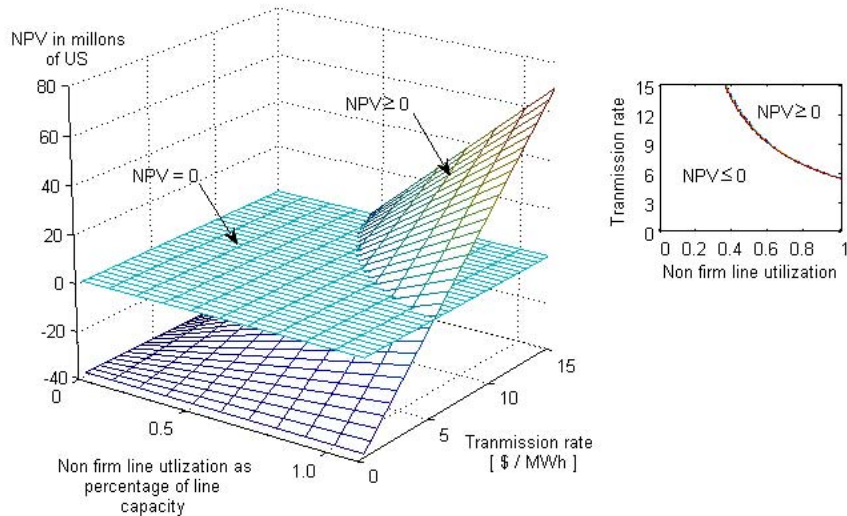 NPV in millons
of US
80
60
40
20
0
-20
-40
0
0.5
1.0
Non firm line utlization as
percentage of line
capacity
0
5
10
15
Tranmission rate
[ $ / MWh ]
NPV = 0
NPV ≥ 0
15
12
9
6
3
0
Tranmission rate
NPV ≥ 0
NPV ≤ 0
0 0.2 0.4 0.6 0.8 1
Non firm line utilization